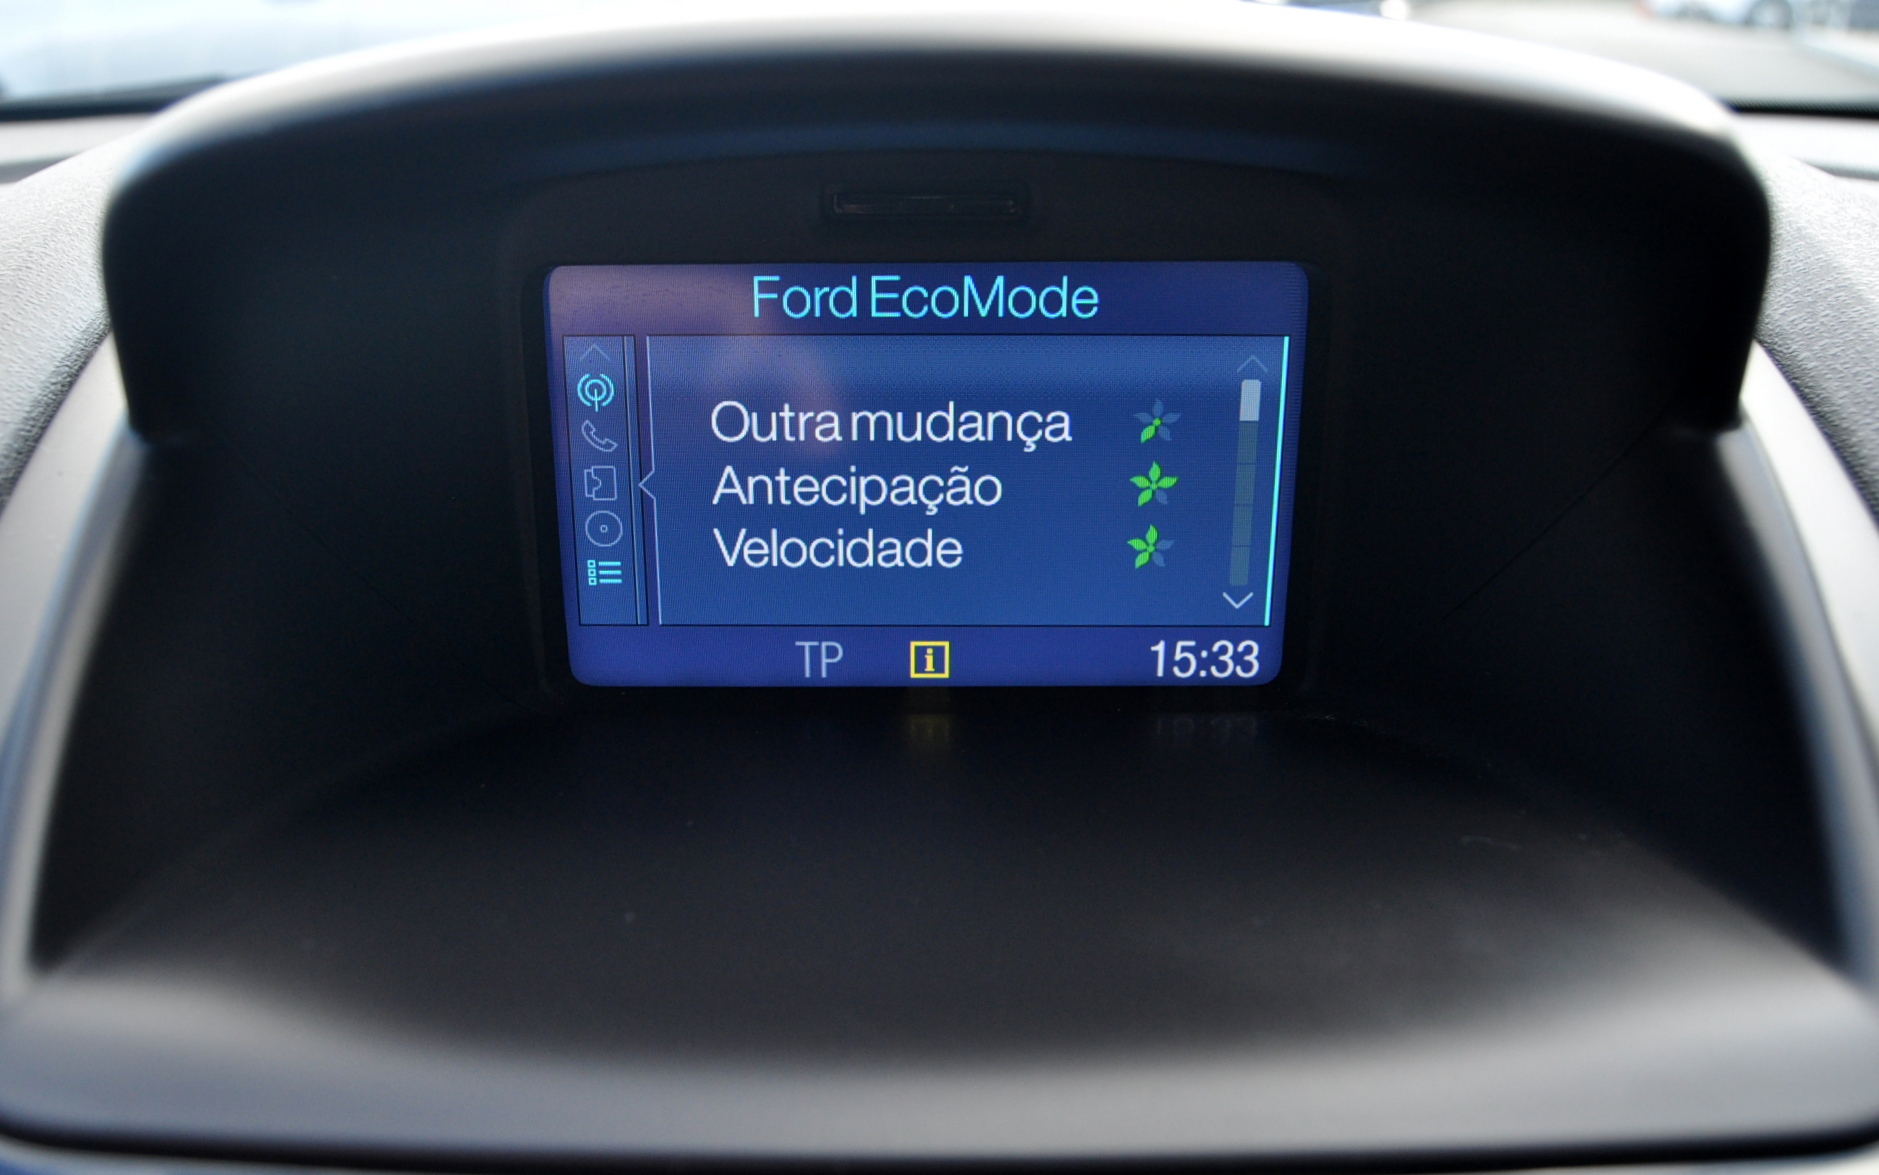 Ford EcoMode
Outra mudança
Antecipação
Velocidade
TP i 15:33